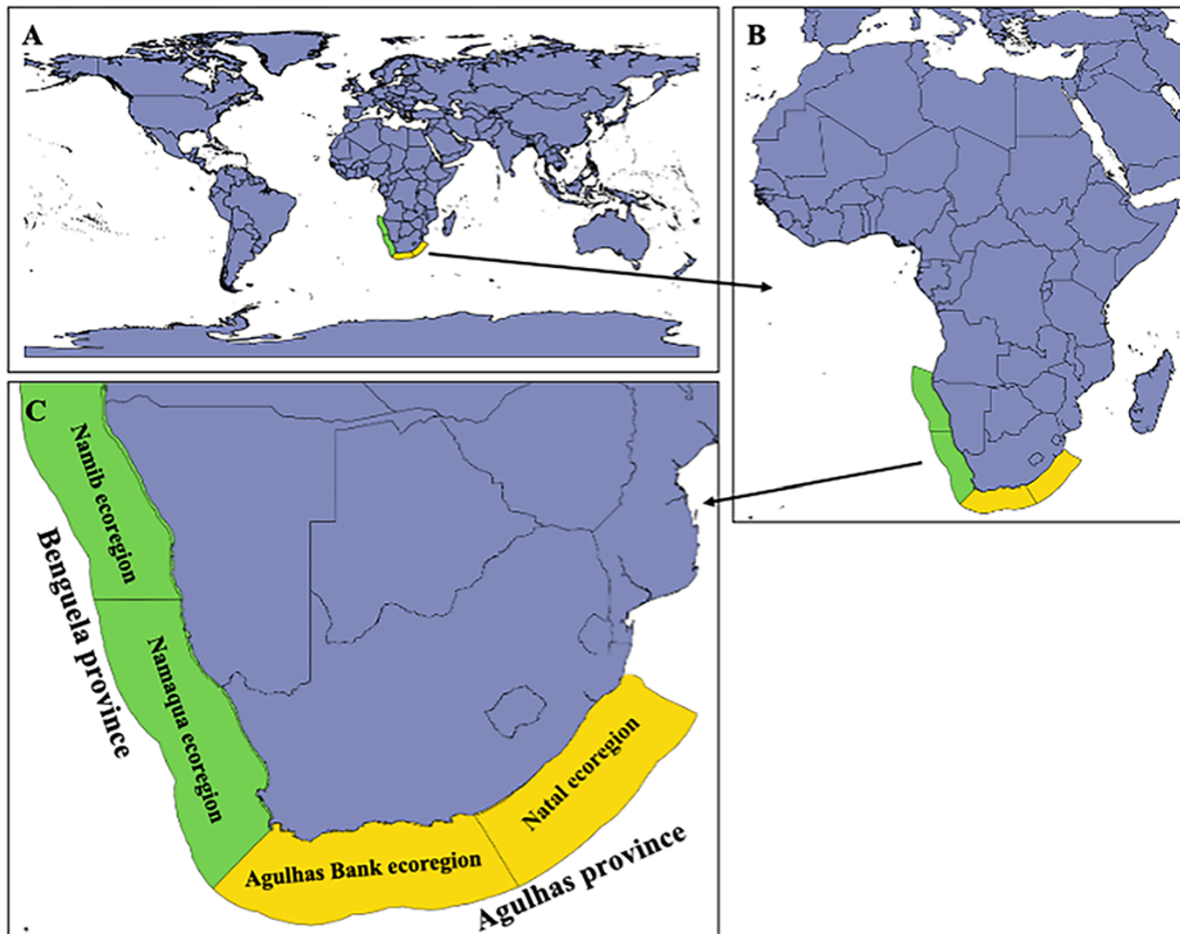 A
B
C
Namib ecoregion
Benguela province
Namaqua ecoregion
Natal ecoregion
Agulhas Bank ecoregion
Agulhas province